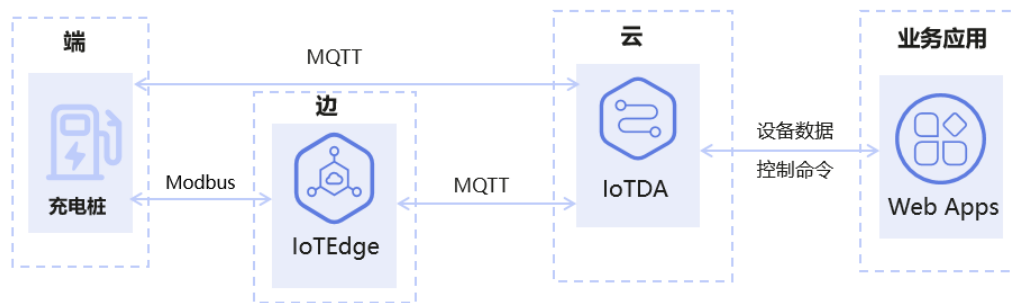 端
充电桩
MQTT
Modbus
边
IoTEdge
MQTT
云
IoTDA
设备数据
控制命令
业务应用
Web Apps